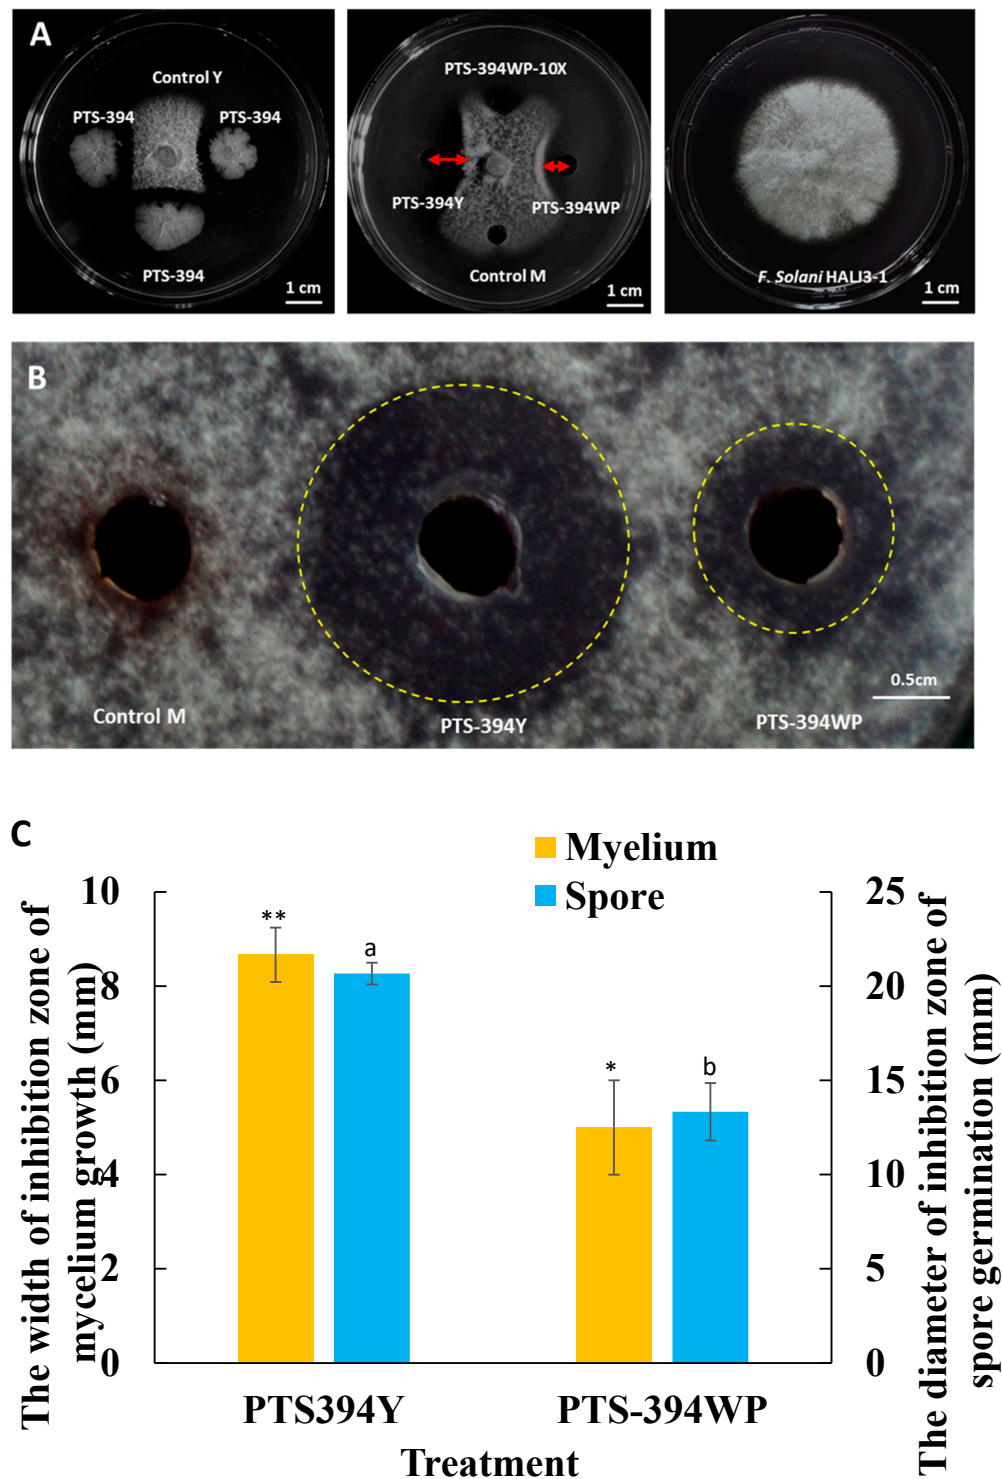 A
Control Y
PTS-394
PTS-394
PTS-394
1 cm
PTS-394WP-10X
PTS-394Y
PTS-394WP
Control M
1 cm
F. Solani HALJ3-1
1 cm
B
Control M
PTS-394Y
PTS-394WP
0.5cm
C
Myelium
Spore
The width of inhibition zone of
mycelium growth (mm)
10
8
6
4
2
0
**
a
*
b
25
20
15
10
5
0
The diameter of inhibition zone of
spore germination (mm)
PTS394Y
PTS-394WP
Treatment